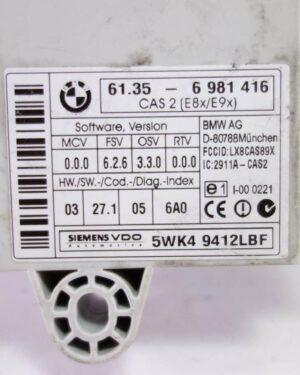 BMW
61.35 - 6 981 416
CAS 2 (E8x/E9x)
Software, Version
MCV FSV OSV RTV
0.0.0 6.2.6 3.3.0 0.0.0
HW./SW.-/Cod.-/Diag.-Index
03 27.1 05 6A0
BMW AG
D-80788München
FCCID:LX8CAS89X
IC:2911A-CAS2
e1 I-00 0221
SIEMENS VDO
Automotive
5WK4 9412LBF